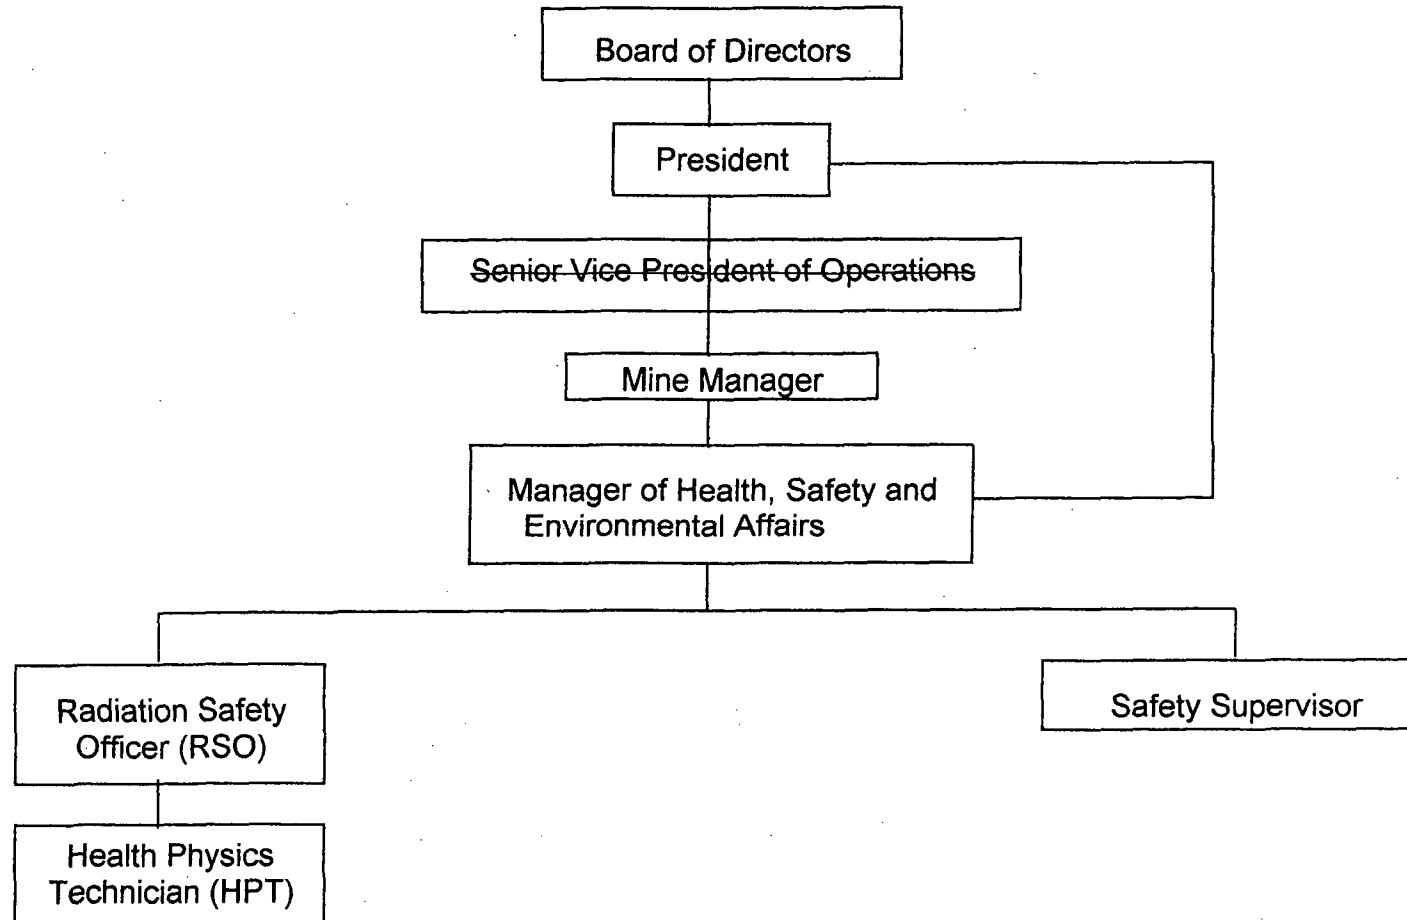 Board of Directors
President
Senior Vice President of Operations
Mine Manager
Manager of Health, Safety and
Environmental Affairs
Radiation Safety
Officer (RSO)
Safety Supervisor
Health Physics
Technician (HPT)